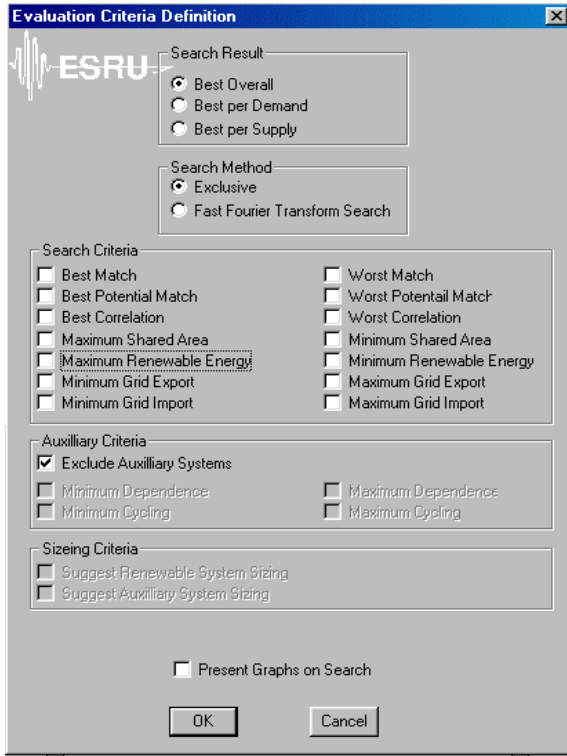 Evaluation Criteria Definition
ESRU
Search Result
Best Overall
Best per Demand
Best per Supply
Search Method
Exclusive
Fast Fourier Transform Search
Search Criteria
Best Match
Worst Match
Best Potential Match
Worst Potentail Match
Best Correlation
Worst Correlation
Maximum Shared Area
Minimum Shared Area
Maximum Renewable Energy
Minimum Renewable Energy
Minimum Grid Export
Maximum Grid Export
Minimum Grid Import
Maximum Grid Import
Auxilliary Criteria
Exclude Auxilliary Systems
Minimum Dependence
Maximum Dependence
Minimum Cycling
Maximum Cycling
Sizeing Criteria
Suggest Renewable System Sizing
Suggest Auxilliary System Sizing
Present Graphs on Search
OK
Cancel